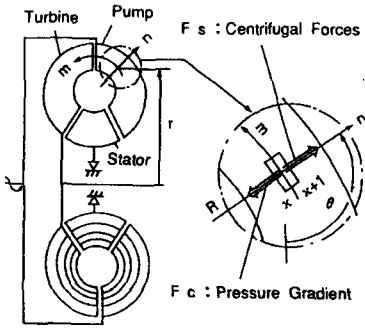 Turbine
Pump
n
m
r
Stator
F s : Centrifugal Forces
m
n
R
x
x+1
θ
F c : Pressure Gradient